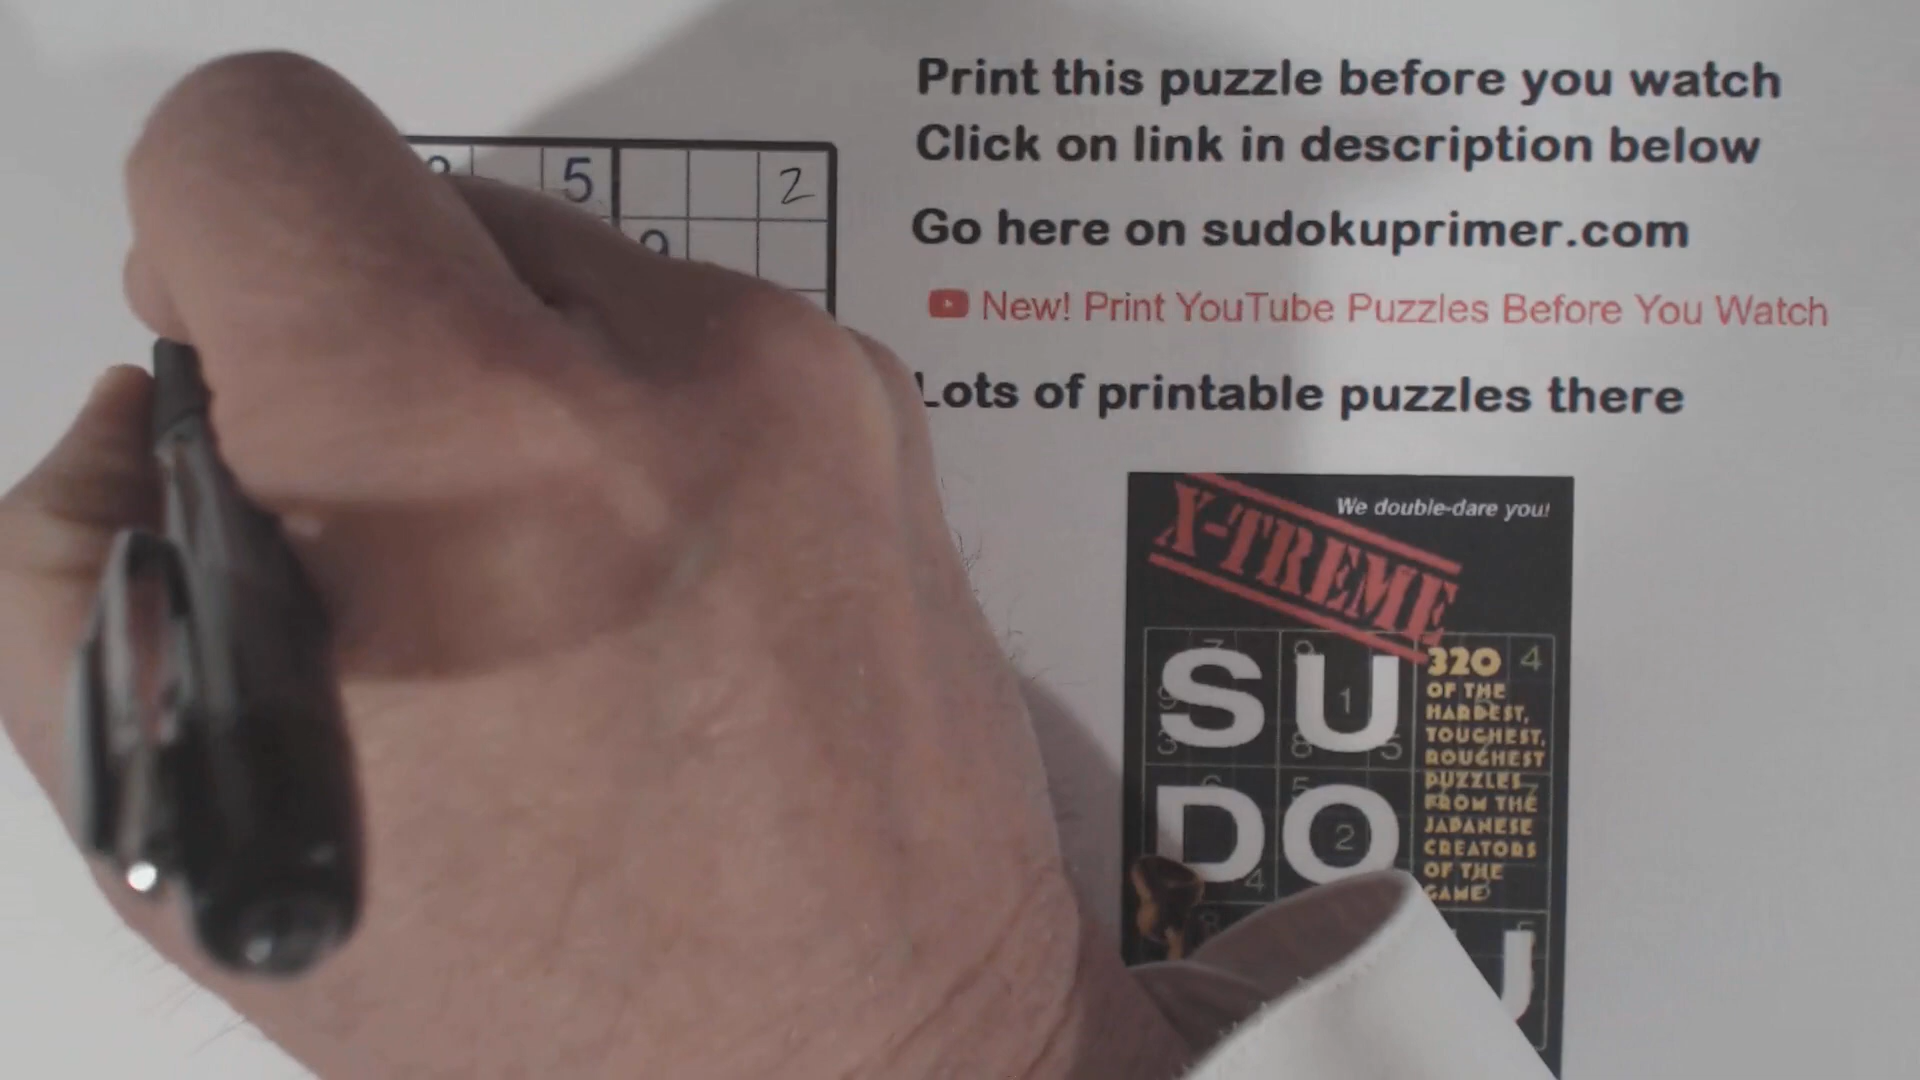 Print this puzzle before you watch
Click on link in description below
Go here on sudokuprimer.com
New! Print YouTube Puzzles Before You Watch
Lots of printable puzzles there
5 2
9
We double-dare you!
X-TREME
SU
DO
320
OF THE
HARDEST,
TOUGHEST,
ROUGHEST
PUZZLES
FROM THE
JAPANESE
CREATORS
OF THE
GAME